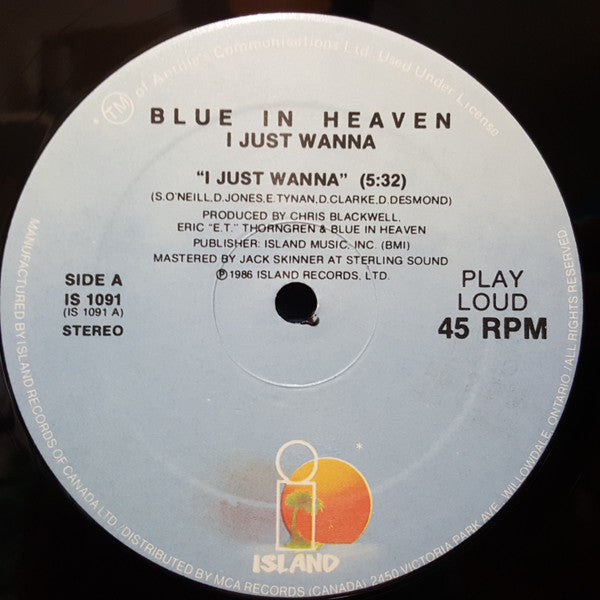 * TM of Antilles Communisations Ltd. Used Under License
BLUE IN HEAVEN
I JUST WANNA
"I JUST WANNA" (5:32)
(S.O'NEILL,D.JONES,E.TYNAN,D.CLARKE,D.DESMOND)
PRODUCED BY CHRIS BLACKWELL,
ERIC "E.T." THORNGREN & BLUE IN HEAVEN
PUBLISHER: ISLAND MUSIC, INC. (BMI)
MASTERED BY JACK SKINNER AT STERLING SOUND
℗ 1986 ISLAND RECORDS, LTD.
SIDE A
IS 1091
(IS 1091 A)
STEREO
PLAY
LOUD
45 RPM
*
i
ISLAND
MANUFACTURED BY ISLAND RECORDS OF CANADA LTD./DISTRIBUTED BY MCA RECORDS (CANADA) 2450 VICTORIA PARK AVE. WILLOWDALE, ONTARIO /ALL RIGHTS RESERVED.